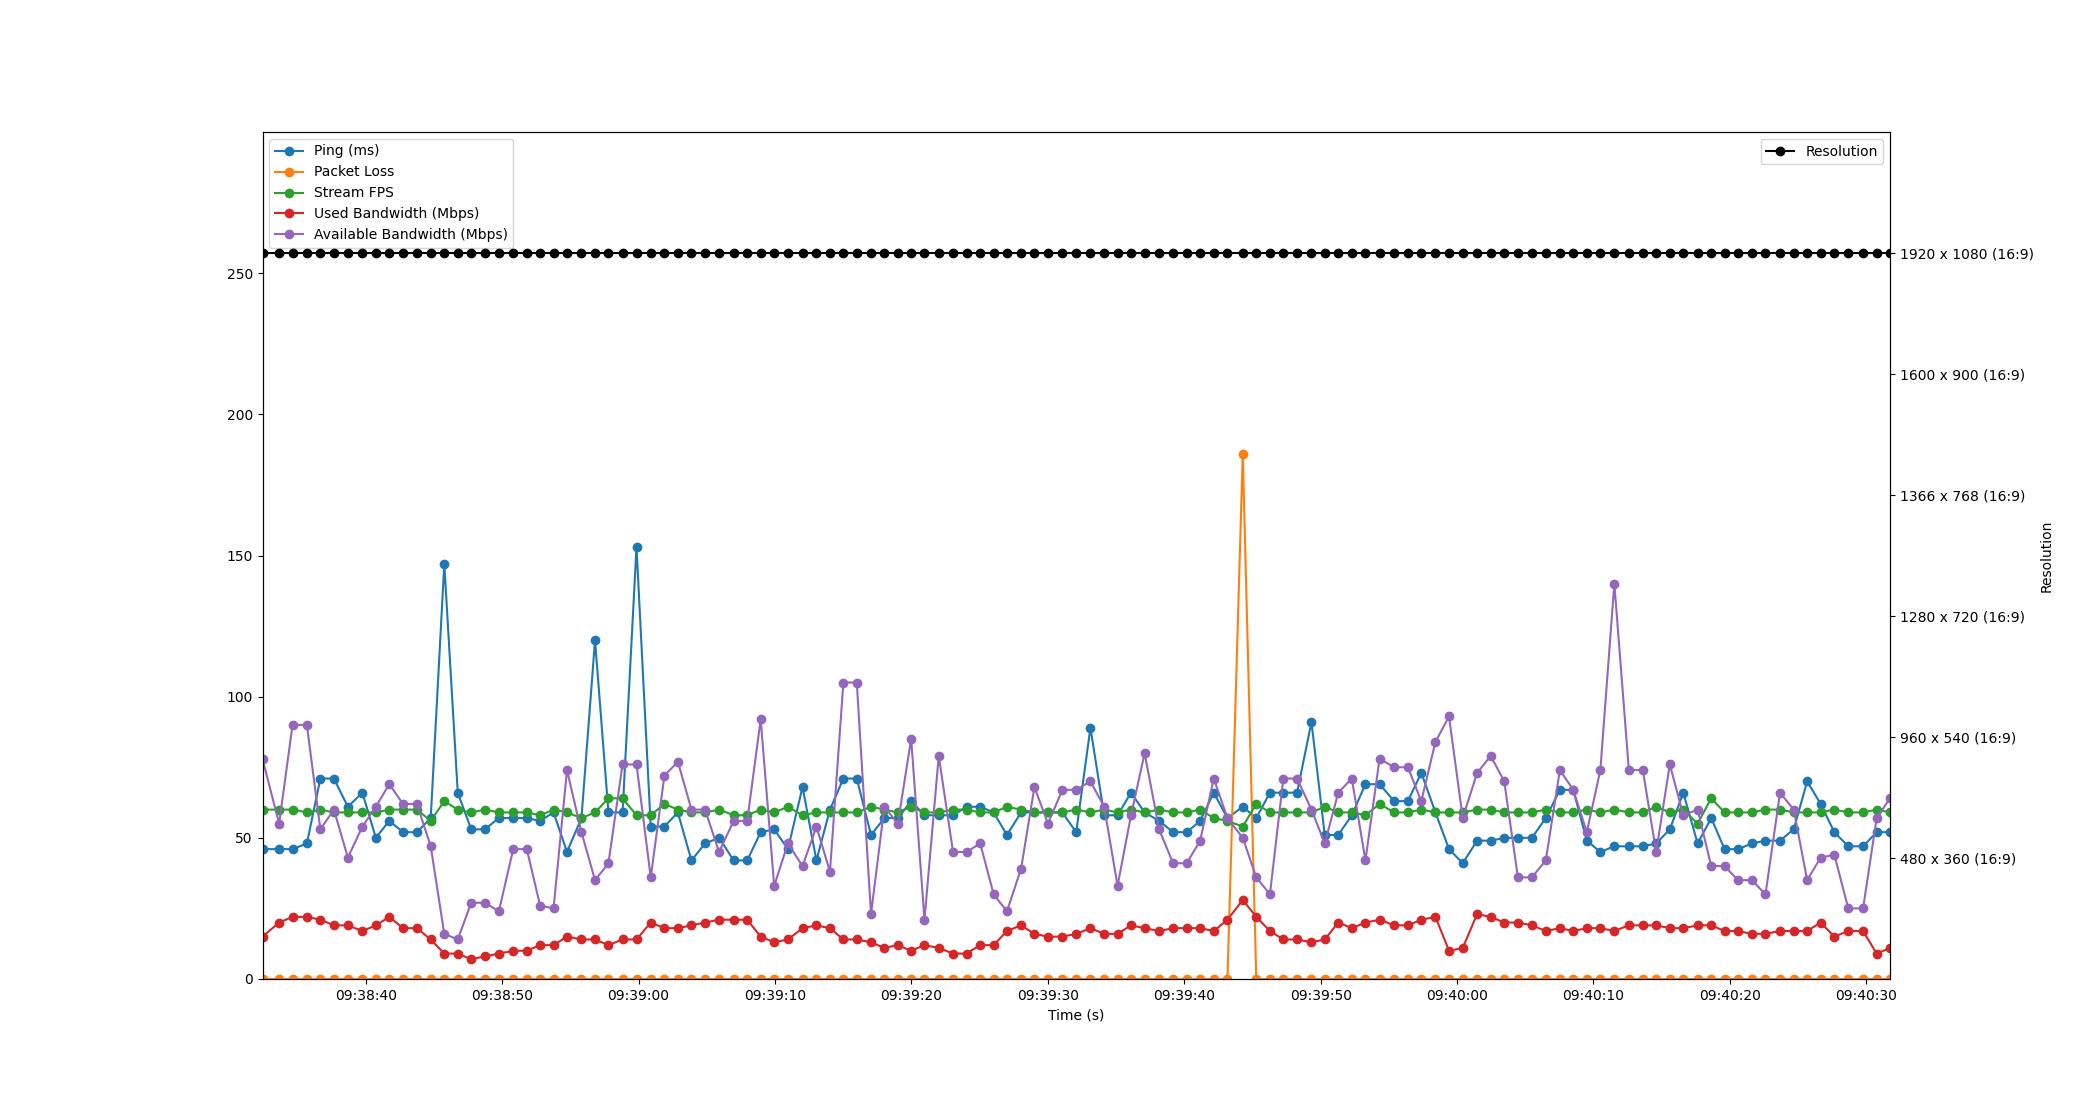 Ping (ms)
Packet Loss
Stream FPS
Used Bandwidth (Mbps)
Available Bandwidth (Mbps)
Resolution
250
200
150
100
50
0
1920 x 1080 (16:9)
1600 x 900 (16:9)
1366 x 768 (16:9)
1280 x 720 (16:9)
960 x 540 (16:9)
480 x 360 (16:9)
Resolution
09:38:40 09:38:50 09:39:00 09:39:10 09:39:20 09:39:30 09:39:40 09:39:50 09:40:00 09:40:10 09:40:20 09:40:30
Time (s)